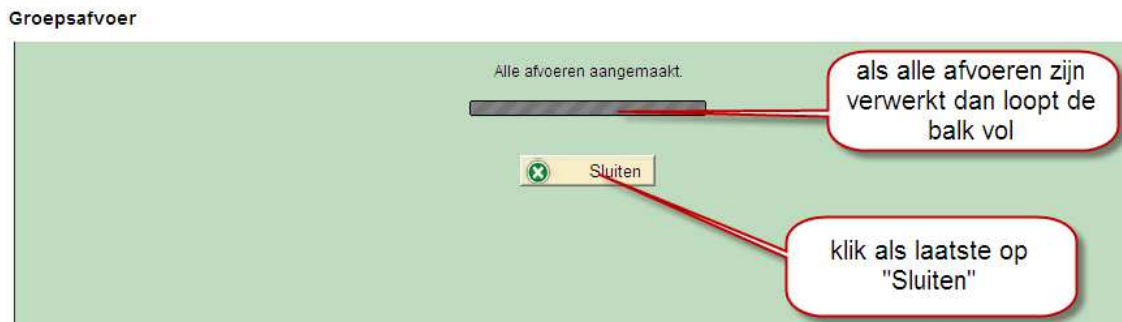 Groepsafvoer
Alle afvoeren aangemaakt.
als alle afvoeren zijn
verwerkt dan loopt de
balk vol
Sluiten
klik als laatste op
"Sluiten"